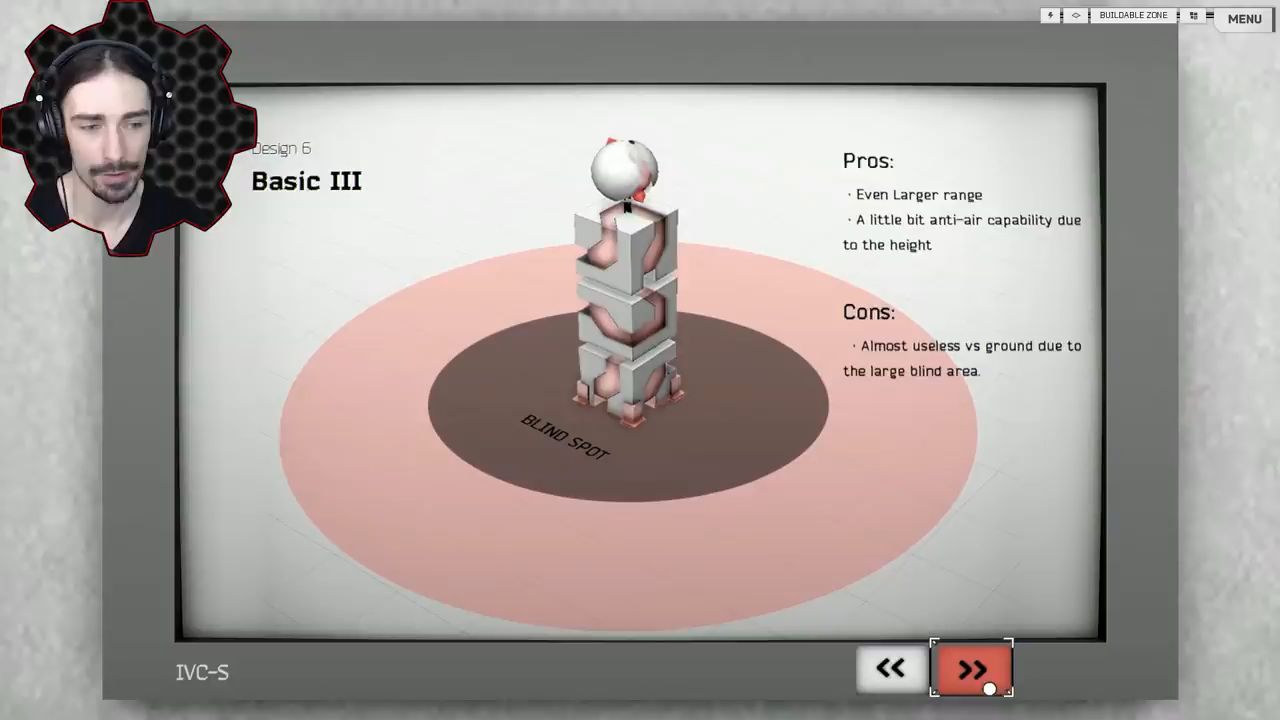 BUILDABLE ZONE
MENU
Design 6
Basic III
Pros:
· Even Larger range
· A little bit anti-air capability due
to the height
Cons:
· Almost useless vs ground due to
the large blind area.
BLIND SPOT
IVC-S
<< >>